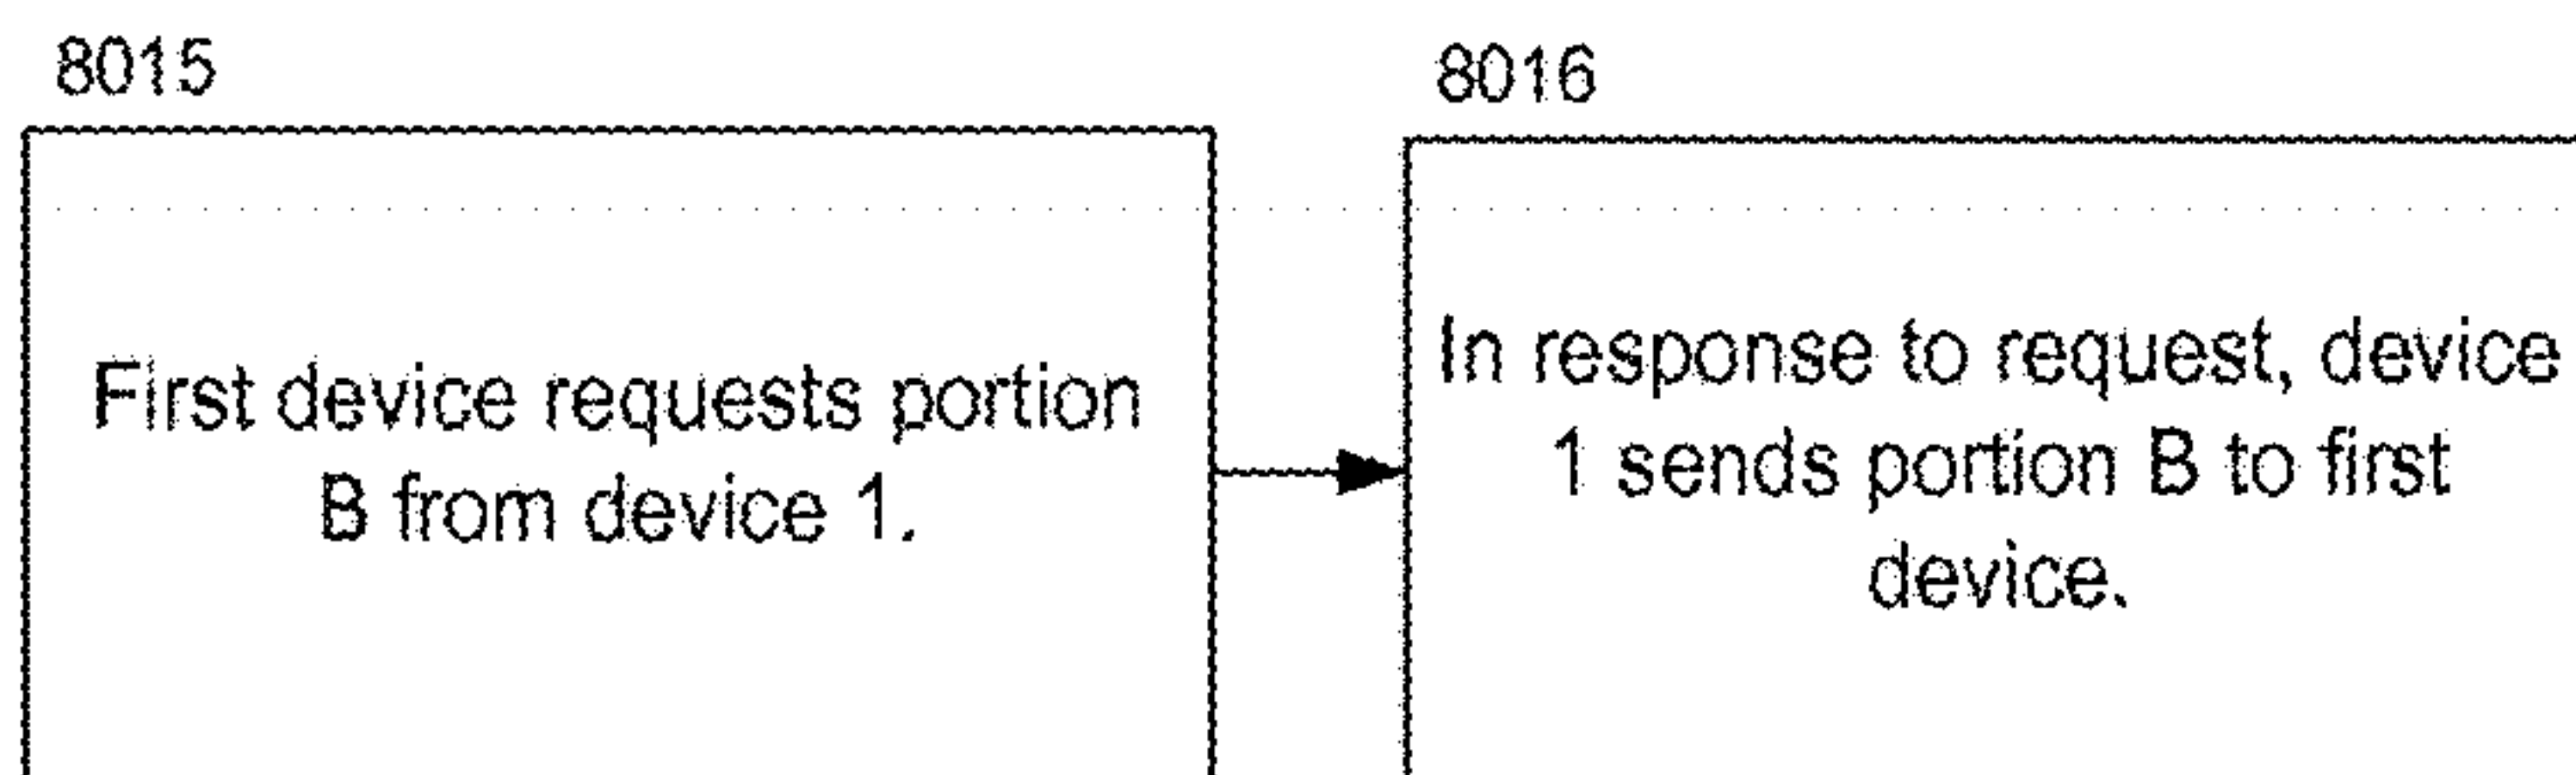 8015
First device requests portion
B from device 1.
8016
In response to request, device
1 sends portion B to first
device.